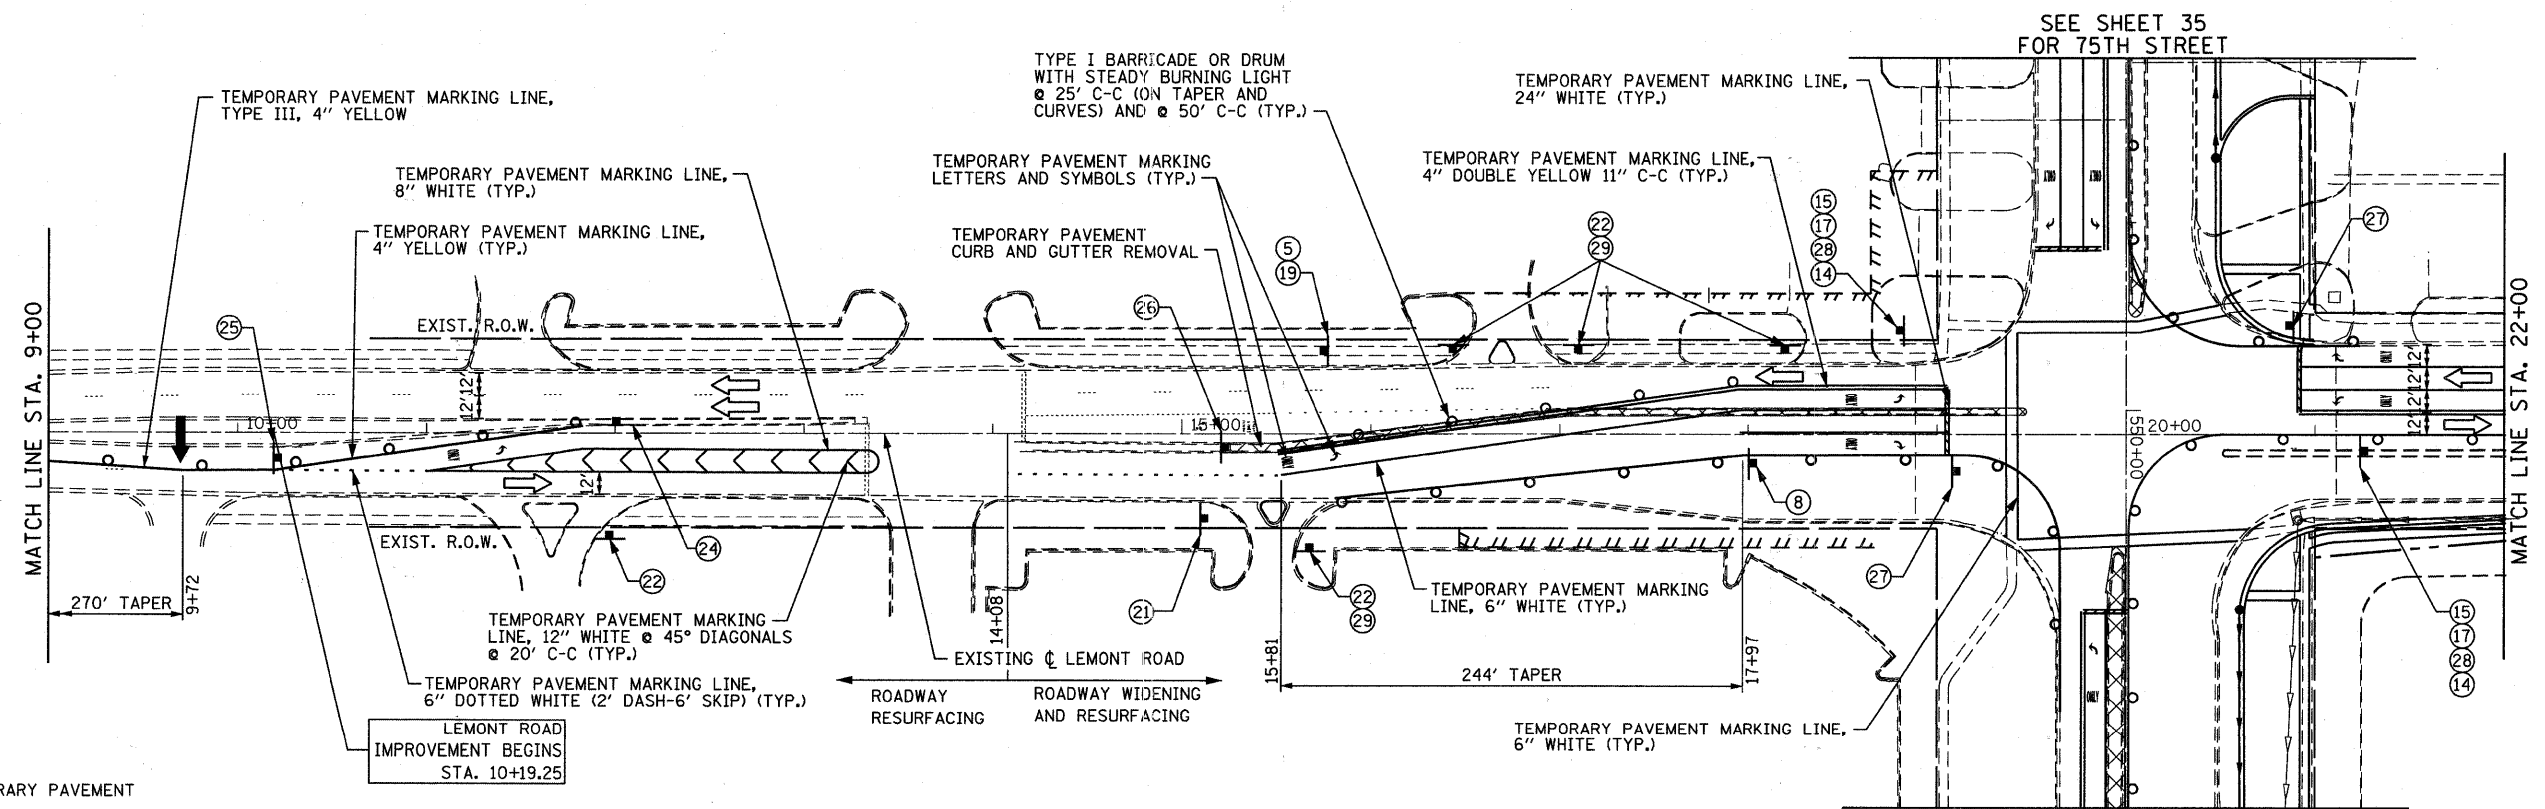 SEE SHEET 35
FOR 75TH STREET
TYPE I BARRICADE OR DRUM
WITH STEADY BURNING LIGHT
@ 25' C-C (ON TAPER AND
CURVES) AND @ 50' C-C (TYP.)
TEMPORARY PAVEMENT MARKING LINE,
24" WHITE (TYP.)
TEMPORARY PAVEMENT MARKING LINE,
TYPE III, 4" YELLOW
TEMPORARY PAVEMENT MARKING
LETTERS AND SYMBOLS (TYP.)
TEMPORARY PAVEMENT MARKING LINE,
4" DOUBLE YELLOW 11" C-C (TYP.)
TEMPORARY PAVEMENT MARKING LINE,
8" WHITE (TYP.)
TEMPORARY PAVEMENT MARKING LINE,
4" YELLOW (TYP.)
TEMPORARY PAVEMENT
CURB AND GUTTER REMOVAL
5
19
22
29
15
17
28
14
27
26
25
EXIST. R.O.W.
MATCH LINE STA. 9+00
MATCH LINE STA. 22+00
12'
12'
10+00
15+00
20+00
550+00
ONLY
ONLY
ONLY
ONLY
ONLY
ONLY
ONLY
ONLY
ONLY
12'
12'
12'
12'
12'
EXIST. R.O.W.
24
22
21
22
29
8
27
15
17
28
14
270' TAPER
9+72
14+08
15+81
17+97
244' TAPER
TEMPORARY PAVEMENT MARKING
LINE, 12" WHITE @ 45° DIAGONALS
@ 20' C-C (TYP.)
TEMPORARY PAVEMENT MARKING
LINE, 6" WHITE (TYP.)
EXISTING ℄ LEMONT ROAD
TEMPORARY PAVEMENT MARKING LINE,
6" DOTTED WHITE (2' DASH-6' SKIP) (TYP.)
ROADWAY
RESURFACING
ROADWAY WIDENING
AND RESURFACING
LEMONT ROAD
IMPROVEMENT BEGINS
STA. 10+19.25
TEMPORARY PAVEMENT MARKING LINE,
6" WHITE (TYP.)
RARY PAVEMENT